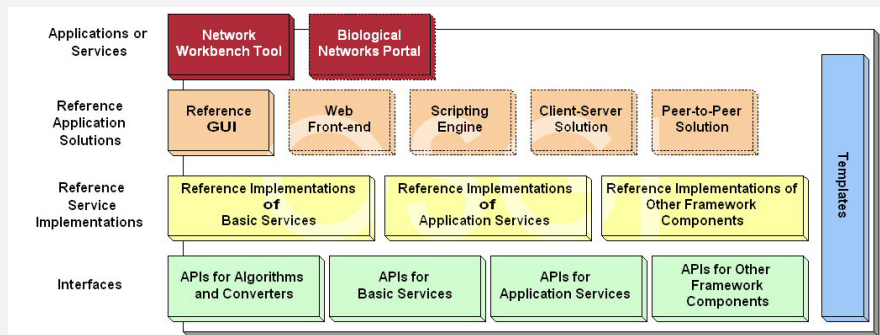 Applications or
Services
Network
Workbench Tool
Biological
Networks Portal
Reference
Application
Solutions
Reference
GUI
Web
Front-end
Scripting
Engine
Client-Server
Solution
Peer-to-Peer
Solution
Reference
Service
Implementations
Reference Implementations
of
Basic Services
Reference Implementations
of
Application Services
Reference Implementations of
Other Framework
Components
Interfaces
APIs for Algorithms
and Converters
APIs for
Basic Services
APIs for
Application Services
APIs for Other
Framework
Components
Templates
OSGI